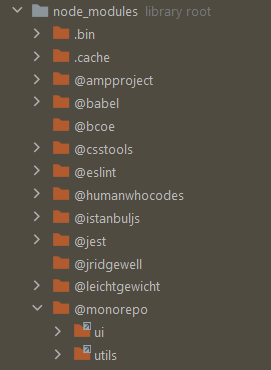 node_modules library root
.bin
.cache
@ampproject
@babel
@bcoe
@csstools
@eslint
@humanwhocodes
@istanbuljs
@jest
@jridgewell
@leichtgewicht
@monorepo
ui
utils